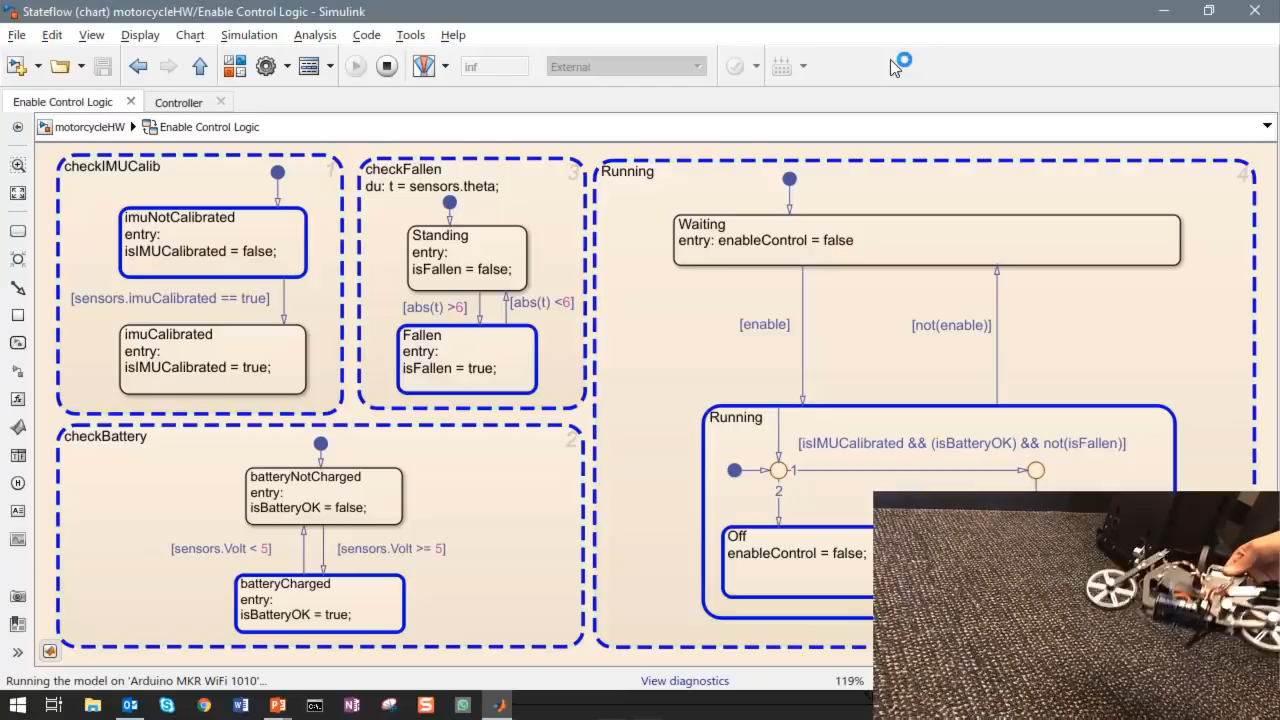 Stateflow (chart) motorcycleHW/Enable Control Logic - Simulink
File Edit View Display Chart Simulation Analysis Code Tools Help
inf External
Enable Control Logic Controller
motorcycleHW Enable Control Logic
checkIMUCalib
1
imuNotCalibrated
entry:
isIMUCalibrated = false;
[sensors.imuCalibrated == true]
imuCalibrated
entry:
isIMUCalibrated = true;
checkFallen
3
du: t = sensors.theta;
Standing
entry:
isFallen = false;
[abs(t) >6]
[abs(t) <6]
Fallen
entry:
isFallen = true;
checkBattery
2
batteryNotCharged
entry:
isBatteryOK = false;
[sensors.Volt < 5]
[sensors.Volt >= 5]
batteryCharged
entry:
isBatteryOK = true;
Running
4
Waiting
entry: enableControl = false
[enable]
[not(enable)]
Running
[isIMUCalibrated && (isBatteryOK) && not(isFallen)]
1
2
Off
enableControl = false;
Running the model on 'Arduino MKR WiFi 1010'...
View diagnostics
119%